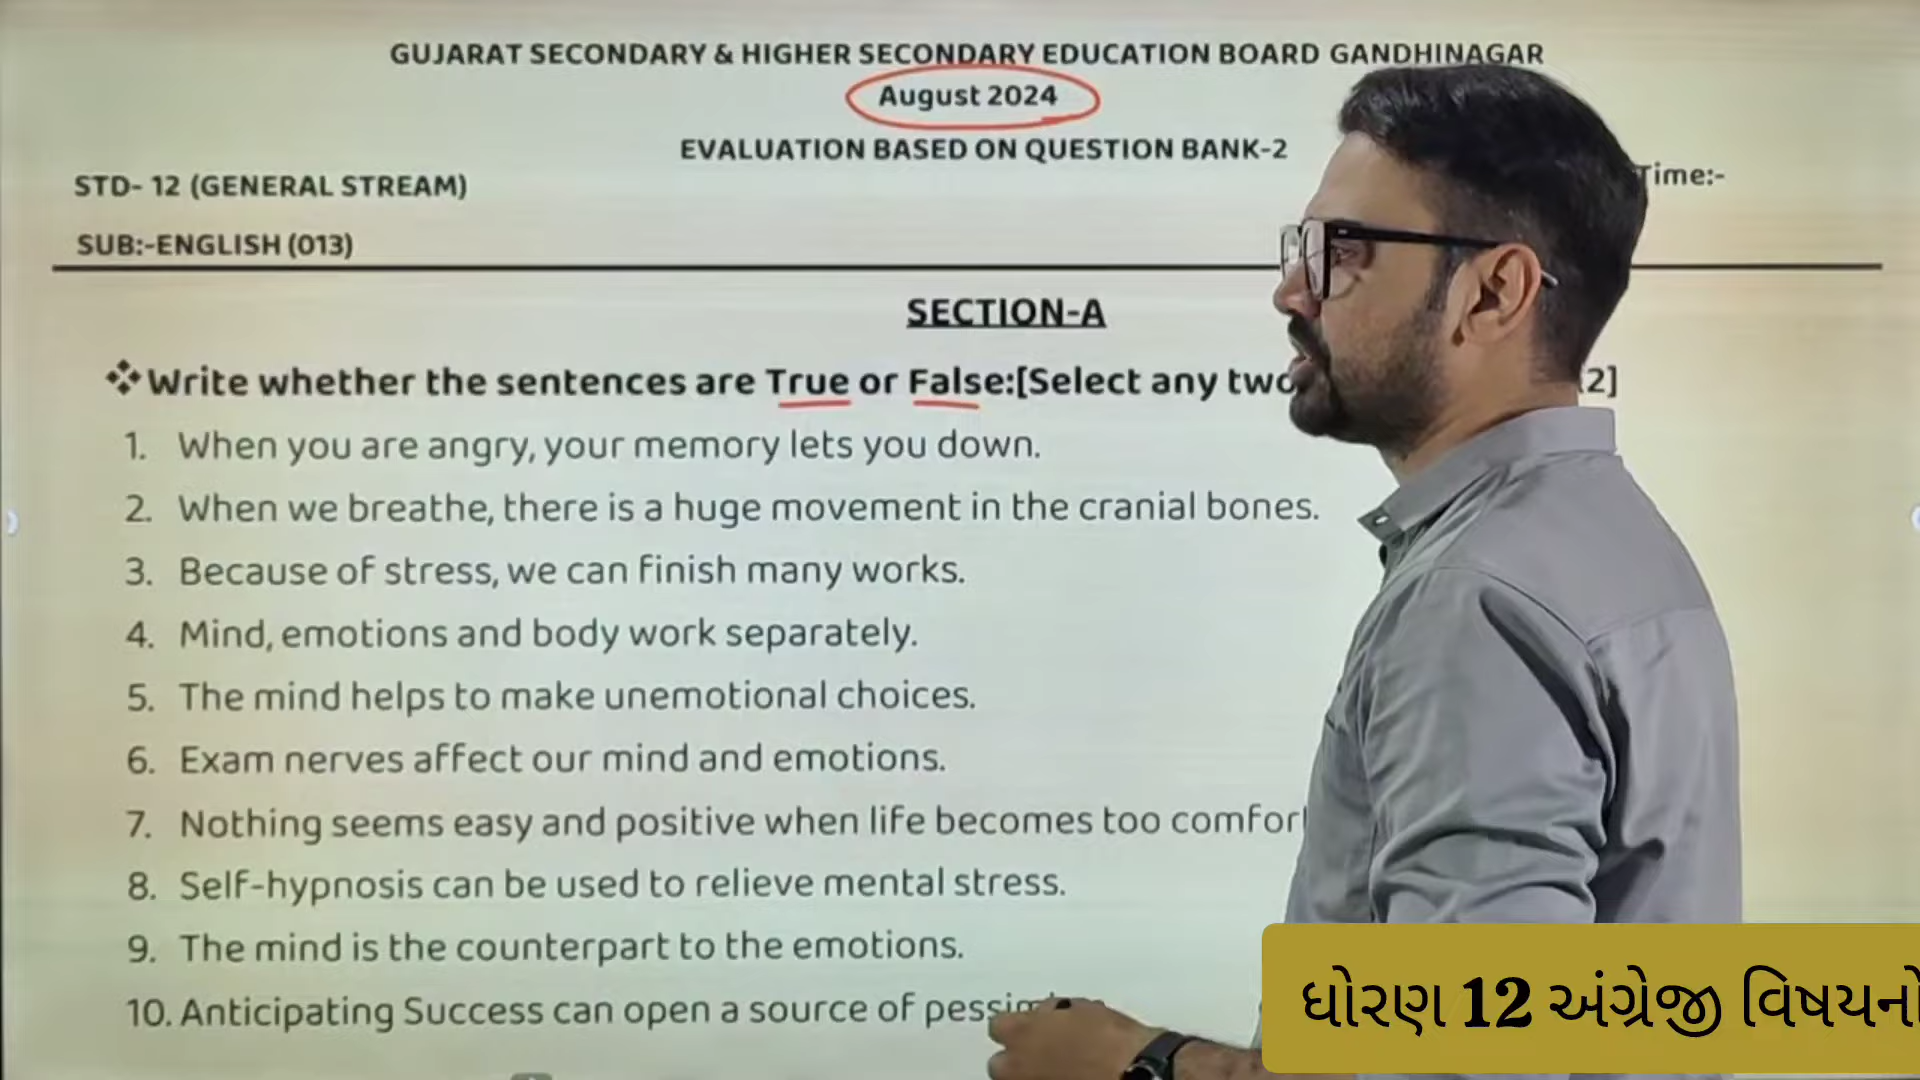 GUJARAT SECONDARY & HIGHER SECONDARY EDUCATION BOARD GANDHINAGAR
August 2024
EVALUATION BASED ON QUESTION BANK-2
STD- 12 (GENERAL STREAM)
Time:-
SUB:-ENGLISH (013)
SECTION-A
❖Write whether the sentences are True or False:[Select any two 2]
1. When you are angry, your memory lets you down.
2. When we breathe, there is a huge movement in the cranial bones.
3. Because of stress, we can finish many works.
4. Mind, emotions and body work separately.
5. The mind helps to make unemotional choices.
6. Exam nerves affect our mind and emotions.
7. Nothing seems easy and positive when life becomes too
8. Self-hypnosis can be used to relieve mental stress.
9. The mind is the counterpart to the emotions.
10. Anticipating Success can open a source of
ધોરણ 12 અંગ્રેજી વિષયનો